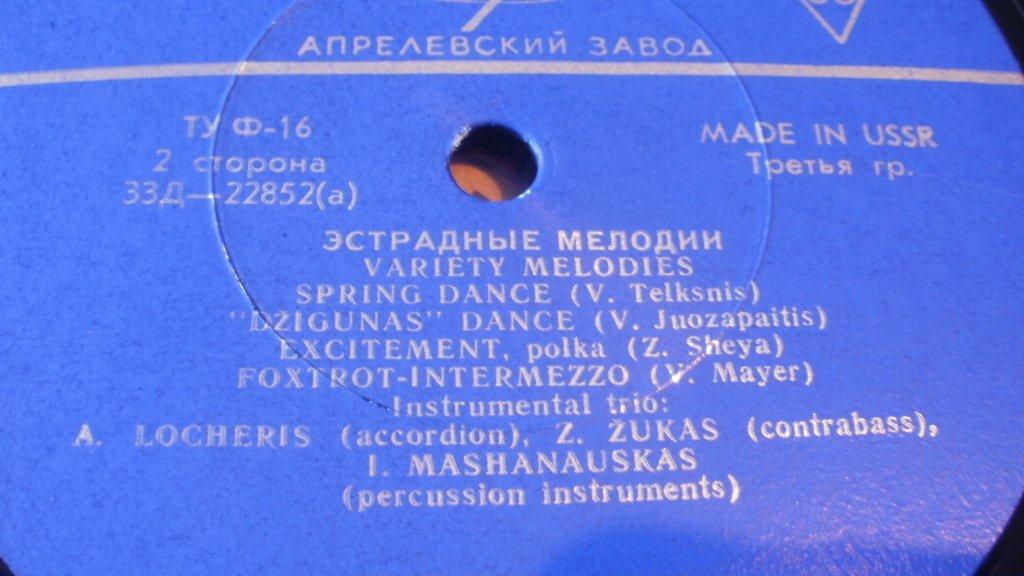 АПРЕЛЕВСКИЙ ЗАВОД
ТУ Ф-16
2 сторона
33Д—22852(а)
MADE IN USSR
Третья гр.
ЭСТРАДНЫЕ МЕЛОДИИ
VARIETY MELODIES
SPRING DANCE (V. Telksnis)
"DŽIGUNAS" DANCE (V. Juozapaitis)
EXCITEMENT, polka (Z. Sheya)
FOXTROT-INTERMEZZO (V. Mayer)
Instrumental trio:
A. LOCHERIS (accordion), Z. ŽUKAS (contrabass),
I. MASHANAUSKAS
(percussion instruments)